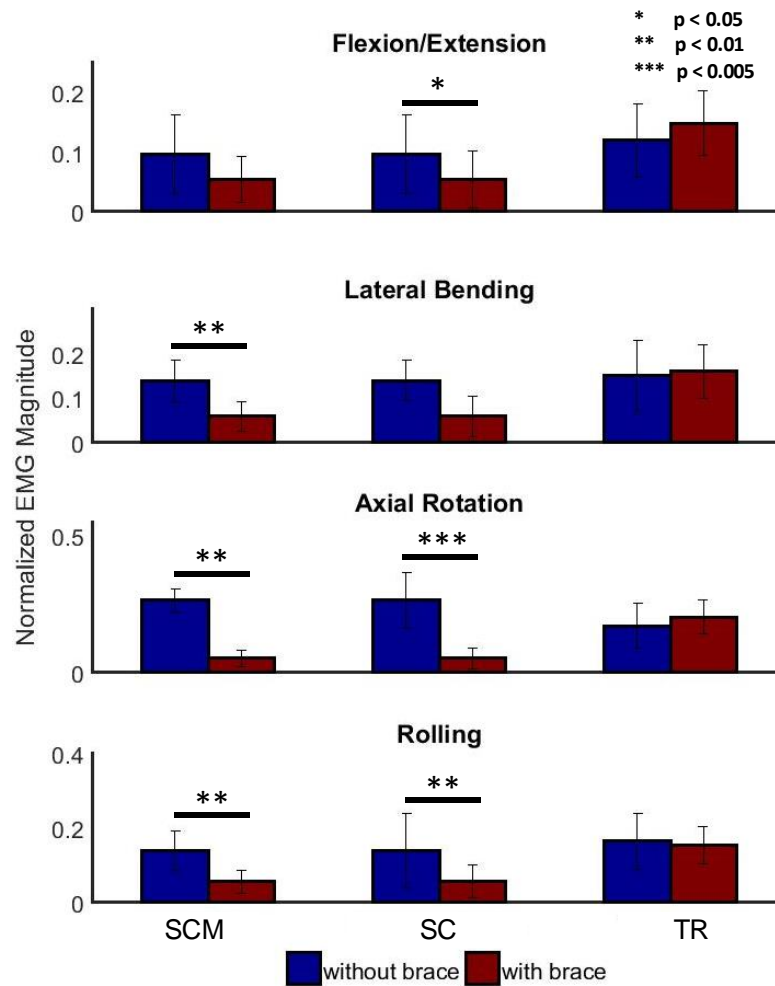 * p < 0.05
** p < 0.01
*** p < 0.005
Flexion/Extension
*
0.2
0.1
0
Lateral Bending
**
0.2
0.1
0
Normalized EMG Magnitude
Axial Rotation
** ***
0.5
0
Rolling
** **
0.4
0.2
0
SCM SC TR
without brace with brace